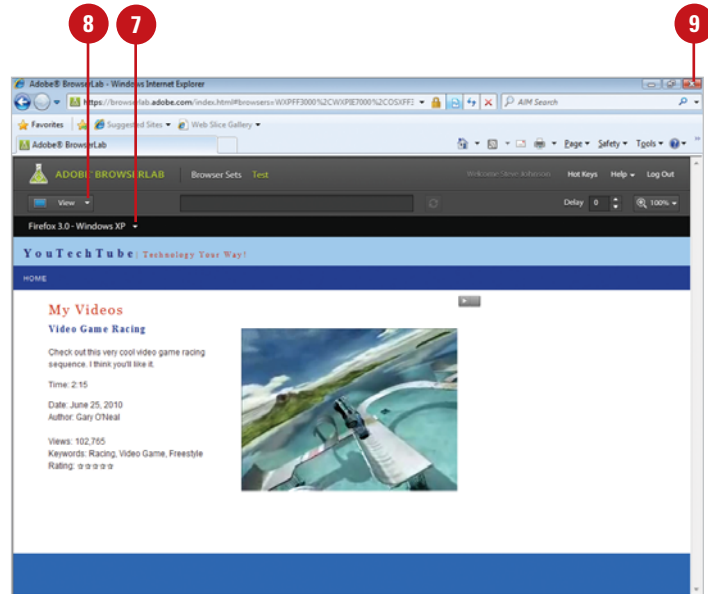 8 7 9
Adobe® BrowserLab - Windows Internet Explorer
https://browserlab.adobe.com/index.html#browsers=WXPFF3000%2CWXPIE7000%2COSXFF3
AIM Search
Favorites Suggested Sites Web Slice Gallery
Adobe® BrowserLab Page Safety Tools
ADOBE® BROWSERLAB Browser Sets Test Welcome Steve Johnson Hot Keys Help Log Out
View Delay 0 100%
Firefox 3.0 - Windows XP
YouTechTube| Technology Your Way!
HOME
My Videos
Video Game Racing
Check out this very cool video game racing
sequence. I think you'll like it.
Time: 2:15
Date: June 25, 2010
Author: Gary O'Neal
Views: 102,765
Keywords: Racing, Video Game, Freestyle
Rating: ☆☆☆☆☆